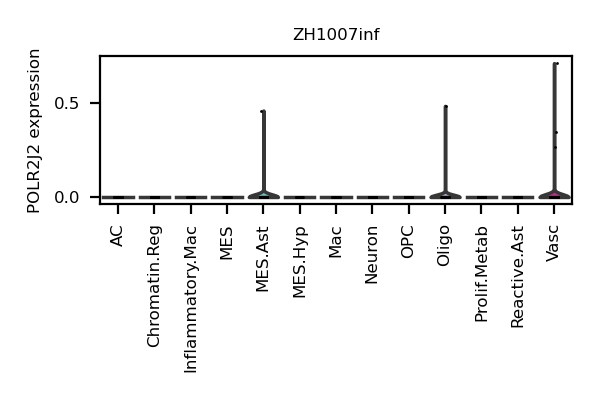 ZH1007inf
POLR2J2 expression
0.5
0.0
AC
Chromatin.Reg
Inflammatory.Mac
MES
MES.Ast
MES.Hyp
Mac
Neuron
OPC
Oligo
Prolif.Metab
Reactive.Ast
Vasc